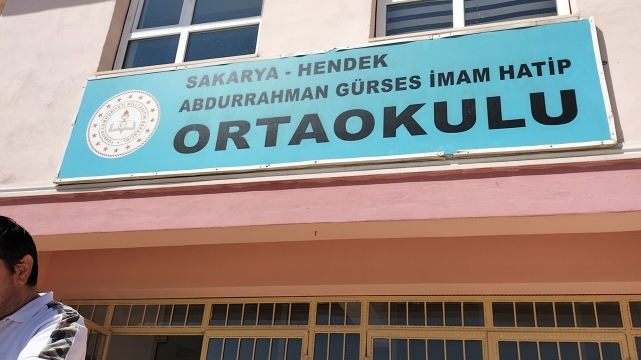 SAKARYA - HENDEK
ABDURRAHMAN GÜRSES İMAM HATİP
ORTAOKULU